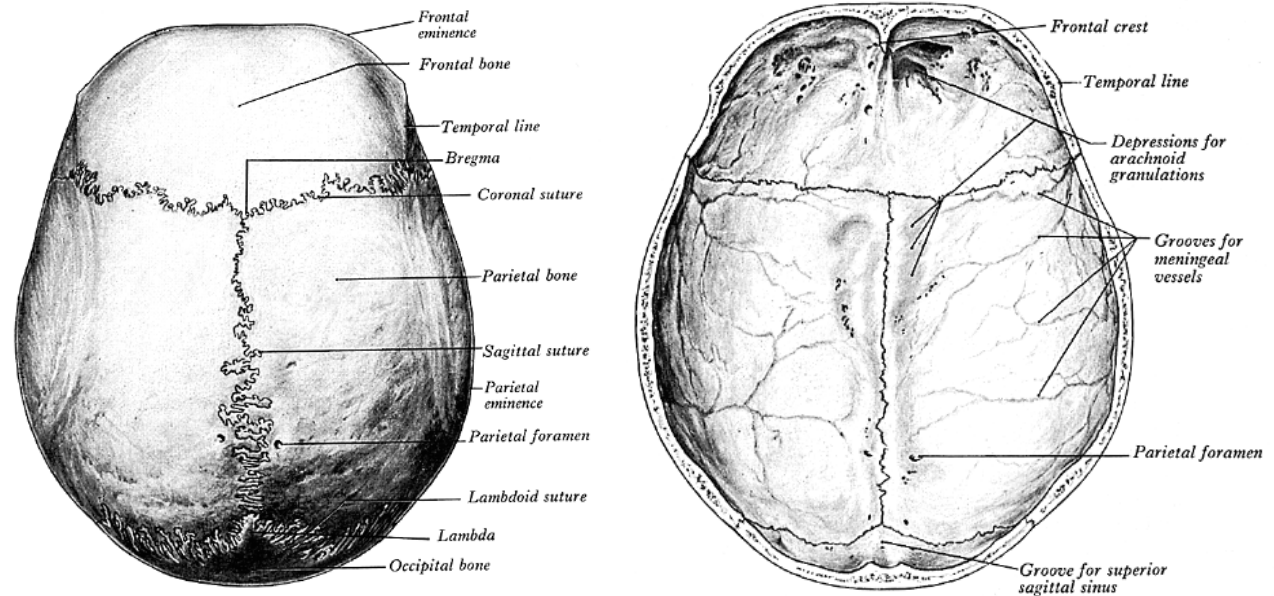 Frontal
eminence
Frontal bone
Temporal line
Bregma
Coronal suture
Parietal bone
Sagittal suture
Parietal
eminence
Parietal foramen
Lambdoid suture
Lambda
Occipital bone
Frontal crest
Temporal line
Depressions for
arachnoid
granulations
Grooves for
meningeal
vessels
Parietal foramen
Groove for superior
sagittal sinus